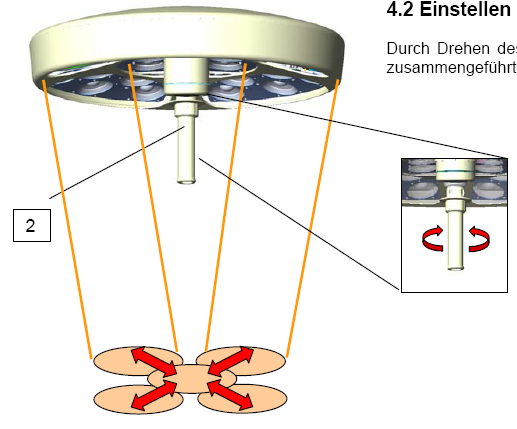 4.2 Einstellen
Durch Drehen des
zusammengeführt
2